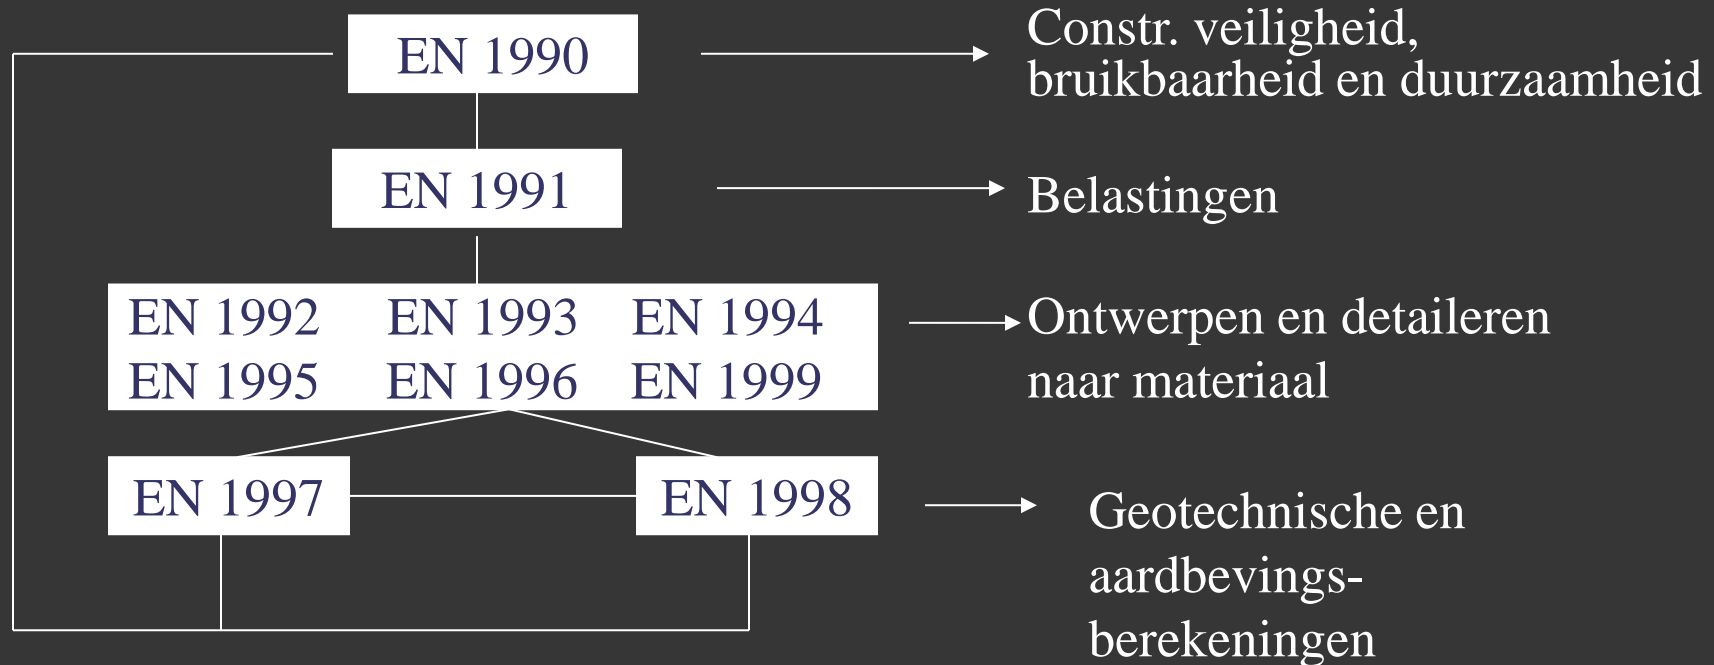 EN 1990
Constr. veiligheid,
bruikbaarheid en duurzaamheid
EN 1991
Belastingen
EN 1992 EN 1993 EN 1994
EN 1995 EN 1996 EN 1999
Ontwerpen en detaileren
naar materiaal
EN 1997
EN 1998
Geotechnische en
aardbevings-
berekeningen